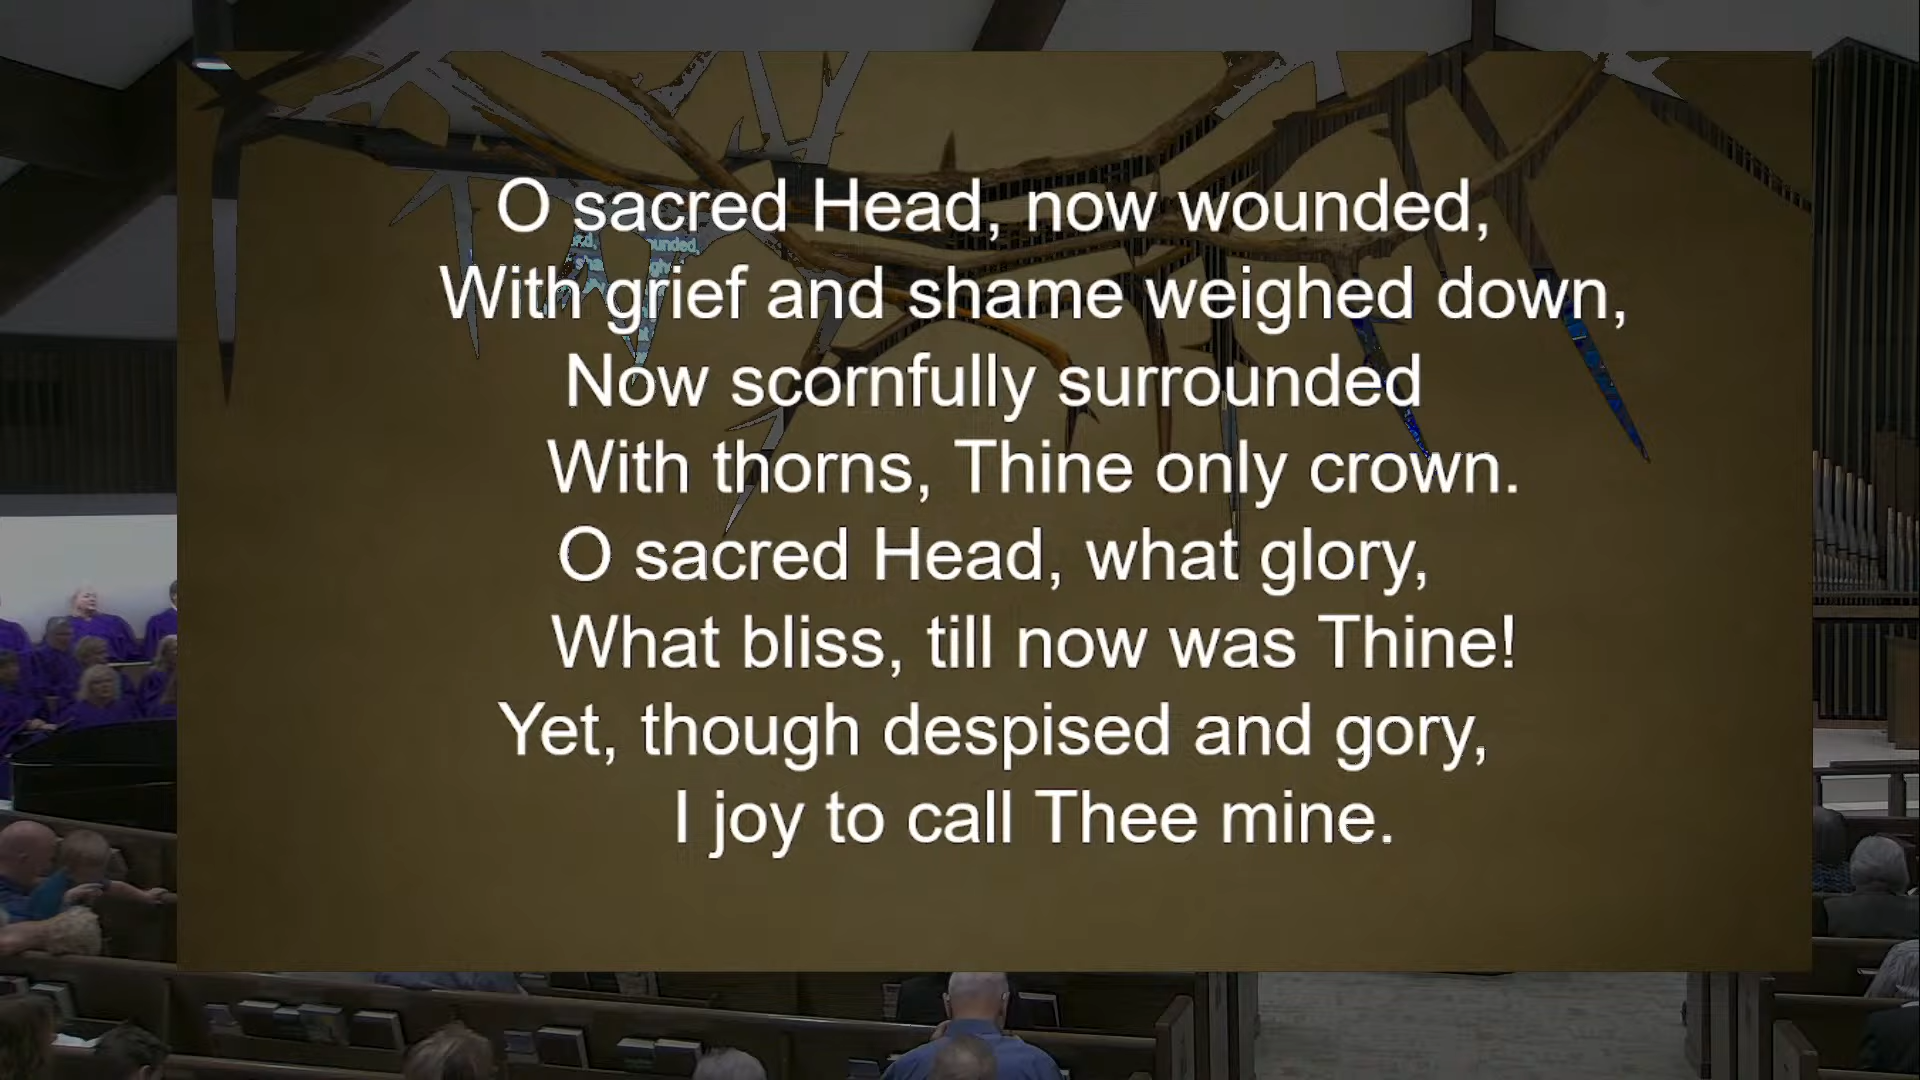 O sacred Head, now wounded,
With grief and shame weighed down,
Now scornfully surrounded
With thorns, Thine only crown.
O sacred Head, what glory,
What bliss, till now was Thine!
Yet, though despised and gory,
I joy to call Thee mine.